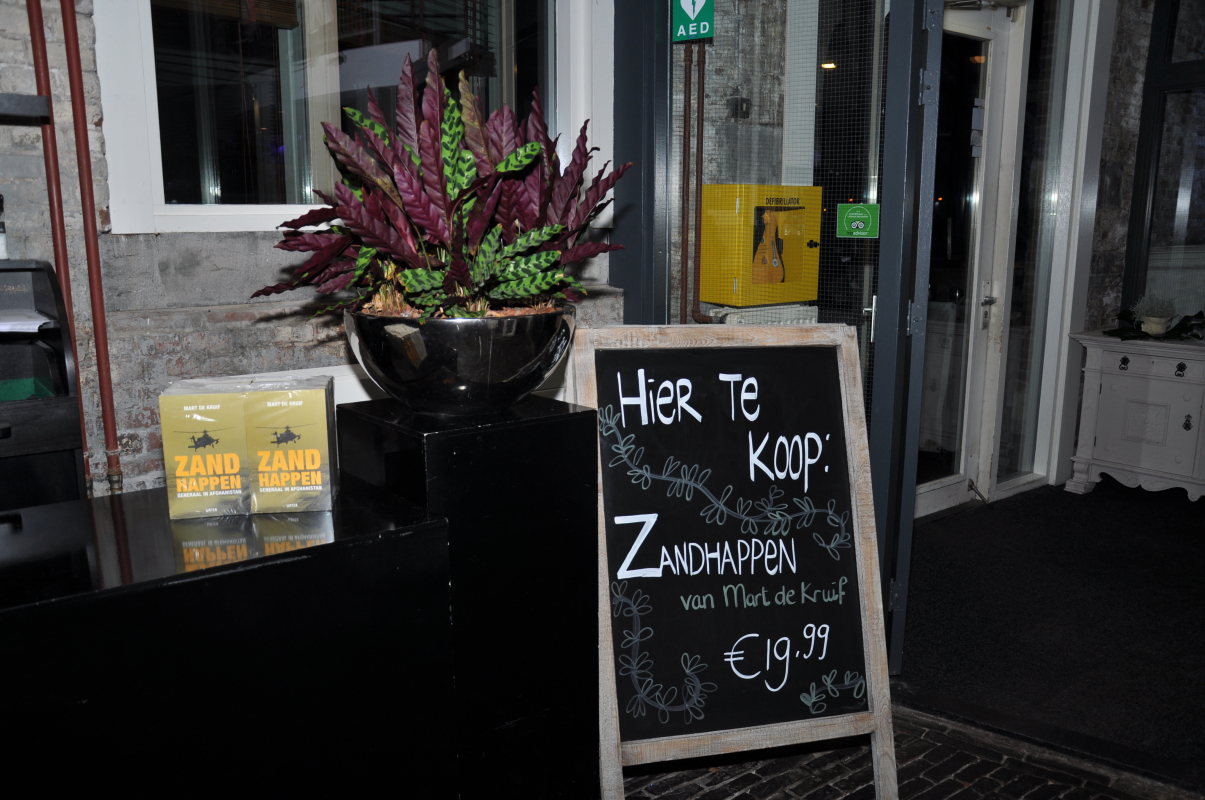 AED
DEFIBRILLATOR
HIER TE
KOOP:
ZANDHAPPEN
van Mart de Kruif
€19.99
MART DE KRUIF
ZAND
HAPPEN
GENERAAL IN AFGHANISTAN
MART DE KRUIF
ZAND
HAPPEN
GENERAAL IN AFGHANISTAN